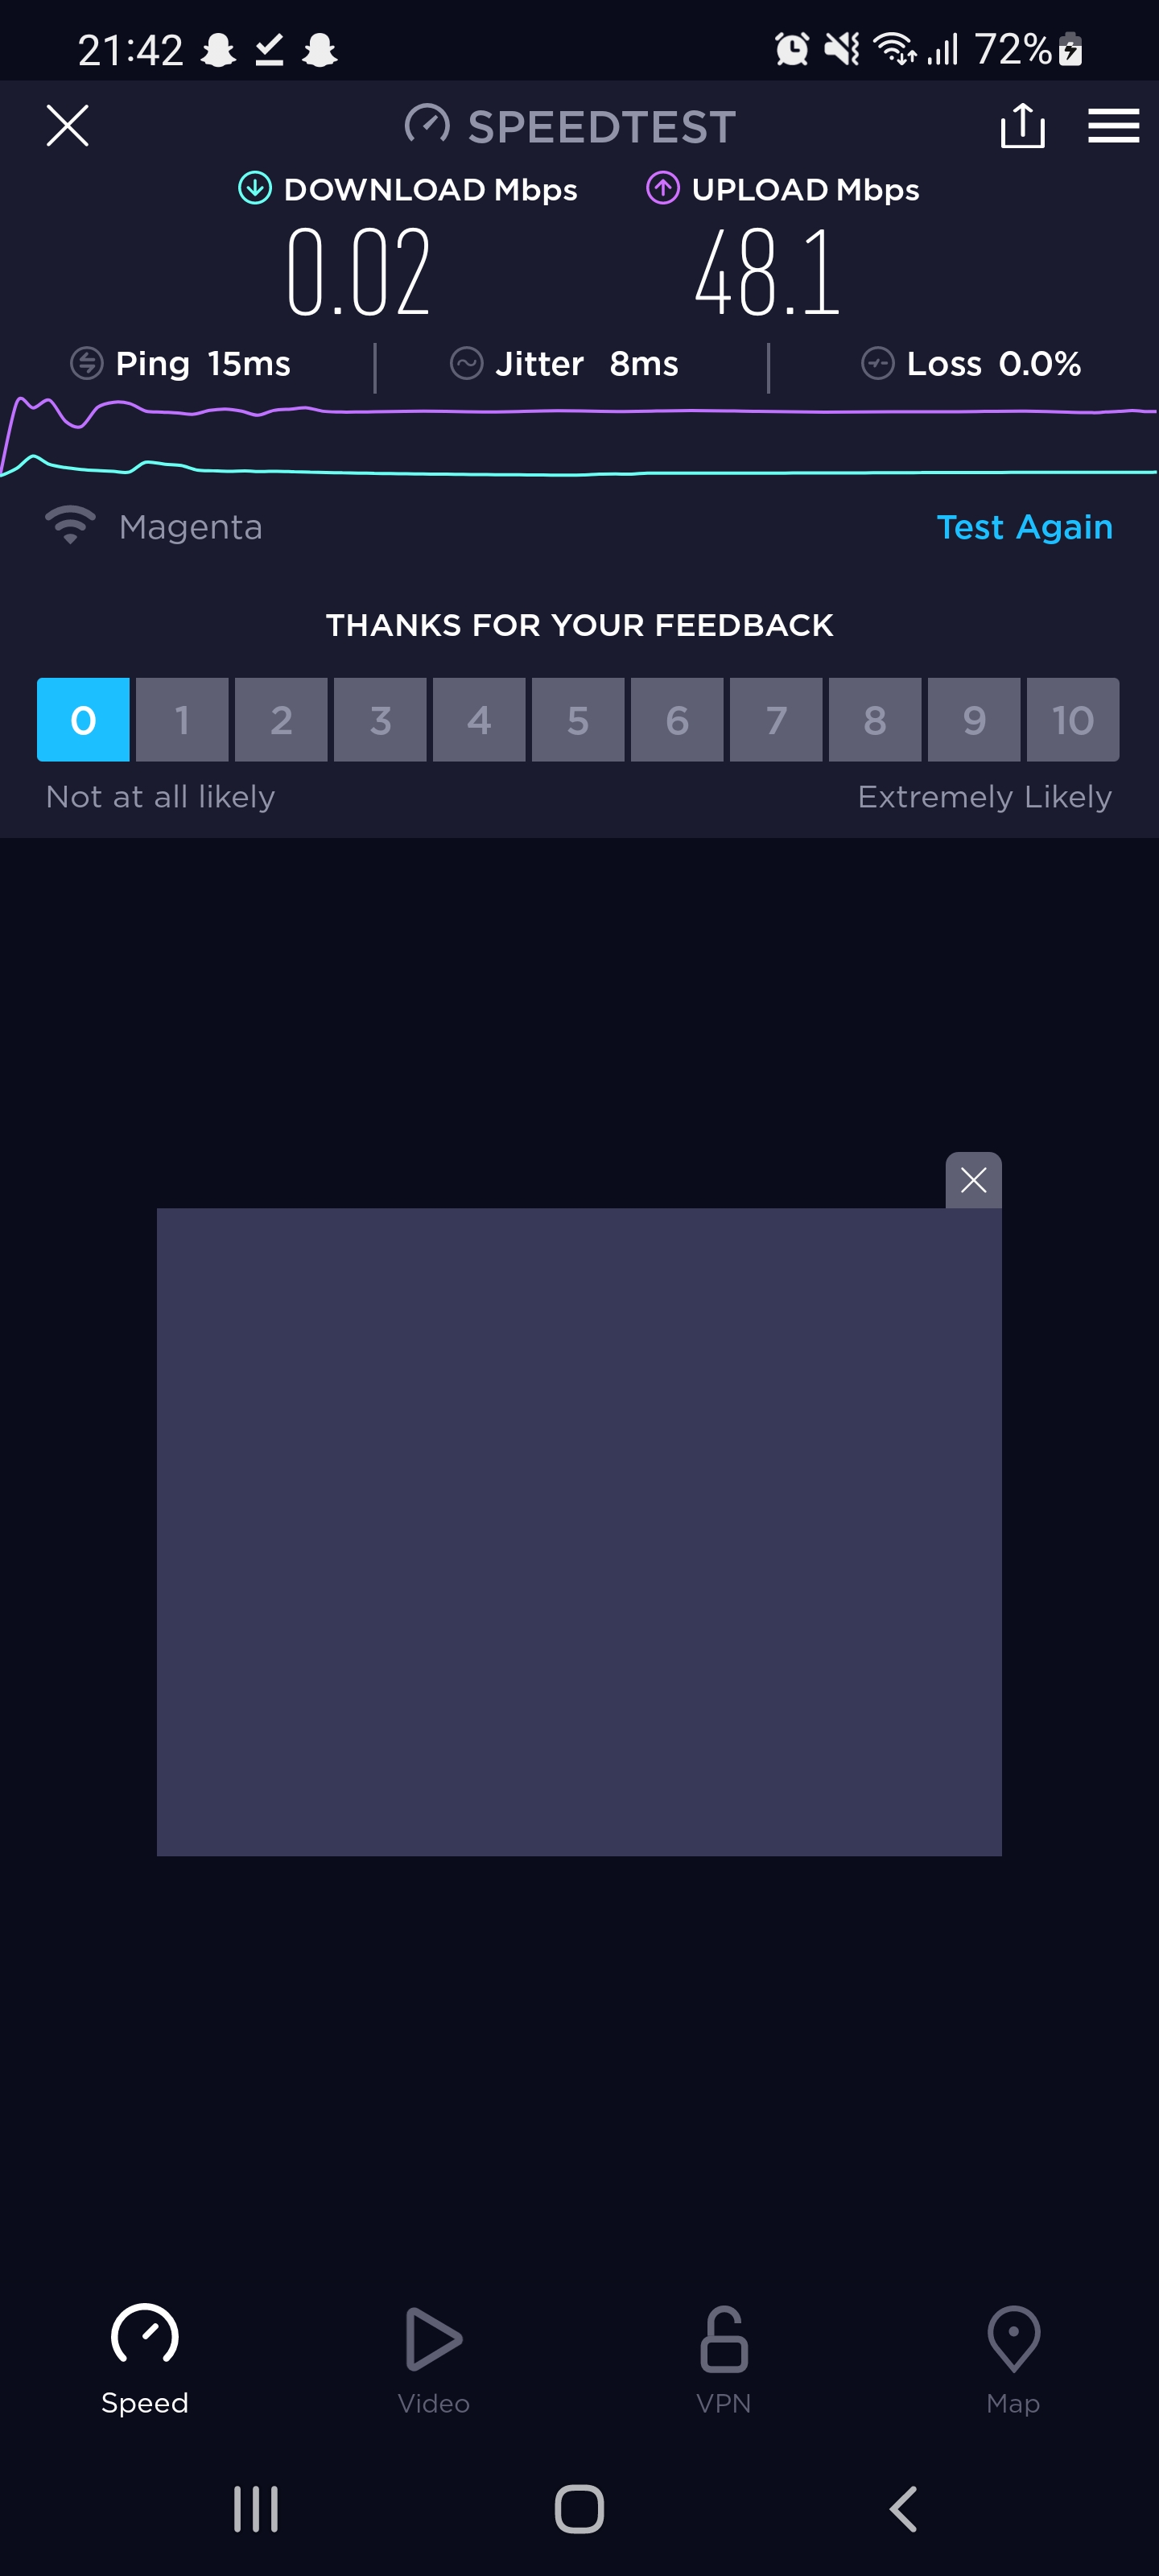 21:42 72%
SPEEDTEST
DOWNLOAD Mbps UPLOAD Mbps
0.02 48.1
Ping 15ms Jitter 8ms Loss 0.0%
Magenta Test Again
THANKS FOR YOUR FEEDBACK
0 1 2 3 4 5 6 7 8 9 10
Not at all likely Extremely Likely
Speed Video VPN Map